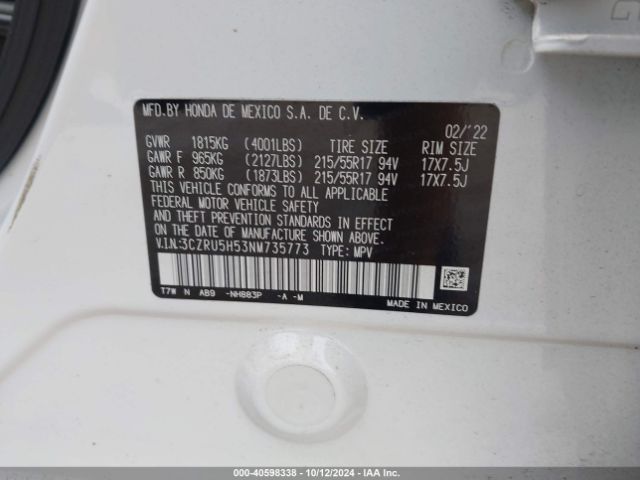 MFD.BY HONDA DE MEXICO S.A. DE C.V.
02/'22
GVWR 1815KG (4001LBS) TIRE SIZE RIM SIZE
GAWR F 965KG (2127LBS) 215/55R17 94V 17X7.5J
GAWR R 850KG (1873LBS) 215/55R17 94V 17X7.5J
THIS VEHICLE CONFORMS TO ALL APPLICABLE
FEDERAL MOTOR VEHICLE SAFETY, BUMPER,
AND THEFT PREVENTION STANDARDS IN EFFECT
ON THE DATE OF MANUFACTURE SHOWN ABOVE.
V.I.N:3CZRU5H53NM735773 TYPE: MPV
T7W N AB9 -NH883P -A -M
MADE IN MEXICO
000-40598338 | 10/12/2024 | IAA Inc.